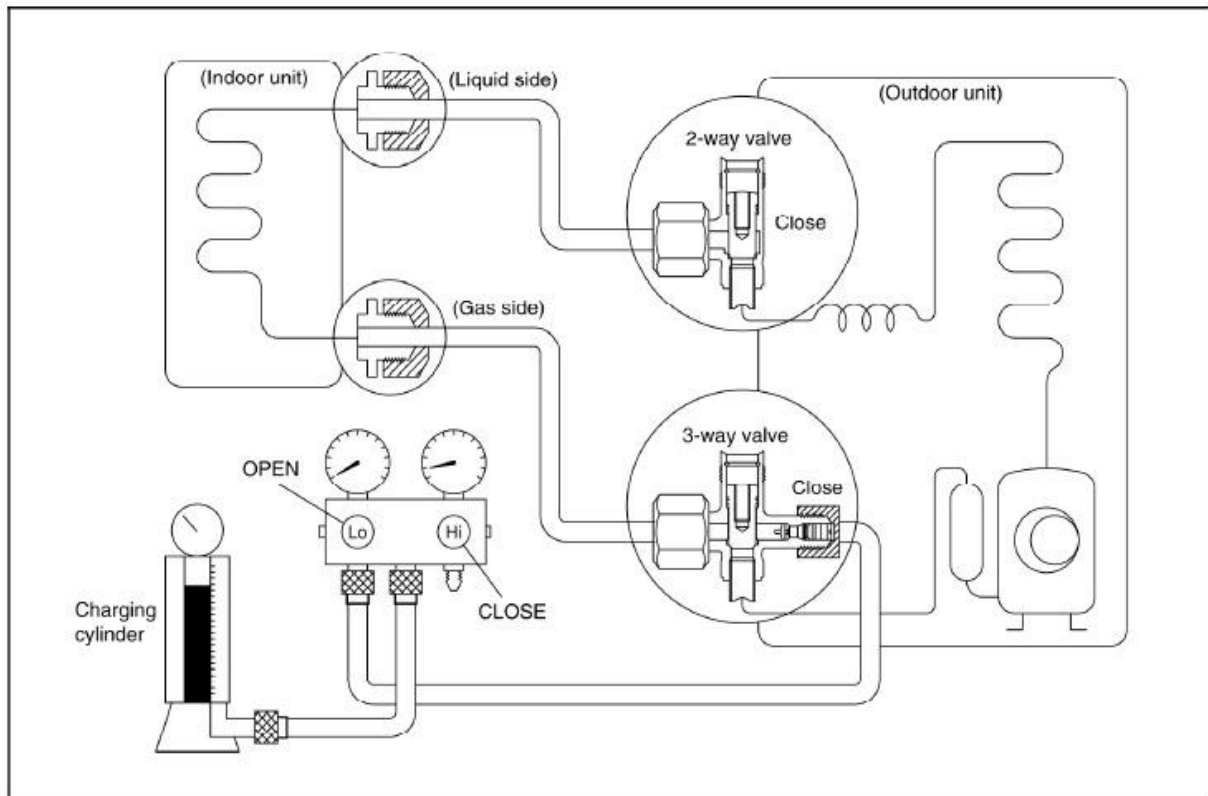 (Indoor unit)
(Liquid side)
(Outdoor unit)
2-way valve
Close
(Gas side)
3-way valve
Close
OPEN
Lo
Hi
CLOSE
Charging
cylinder